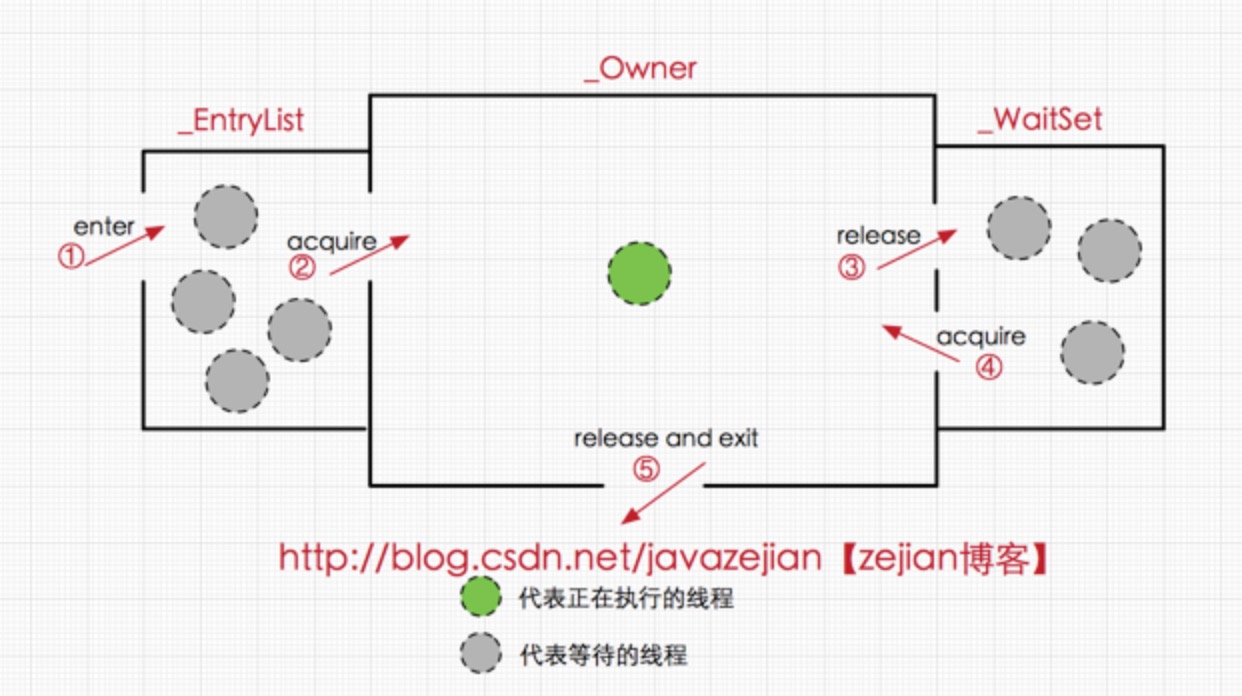 _Owner
_EntryList
_WaitSet
enter
①
acquire
②
release
③
acquire
④
release and exit
⑤
http://blog.csdn.net/javazejian【zejian博客】
代表正在执行的线程
代表等待的线程